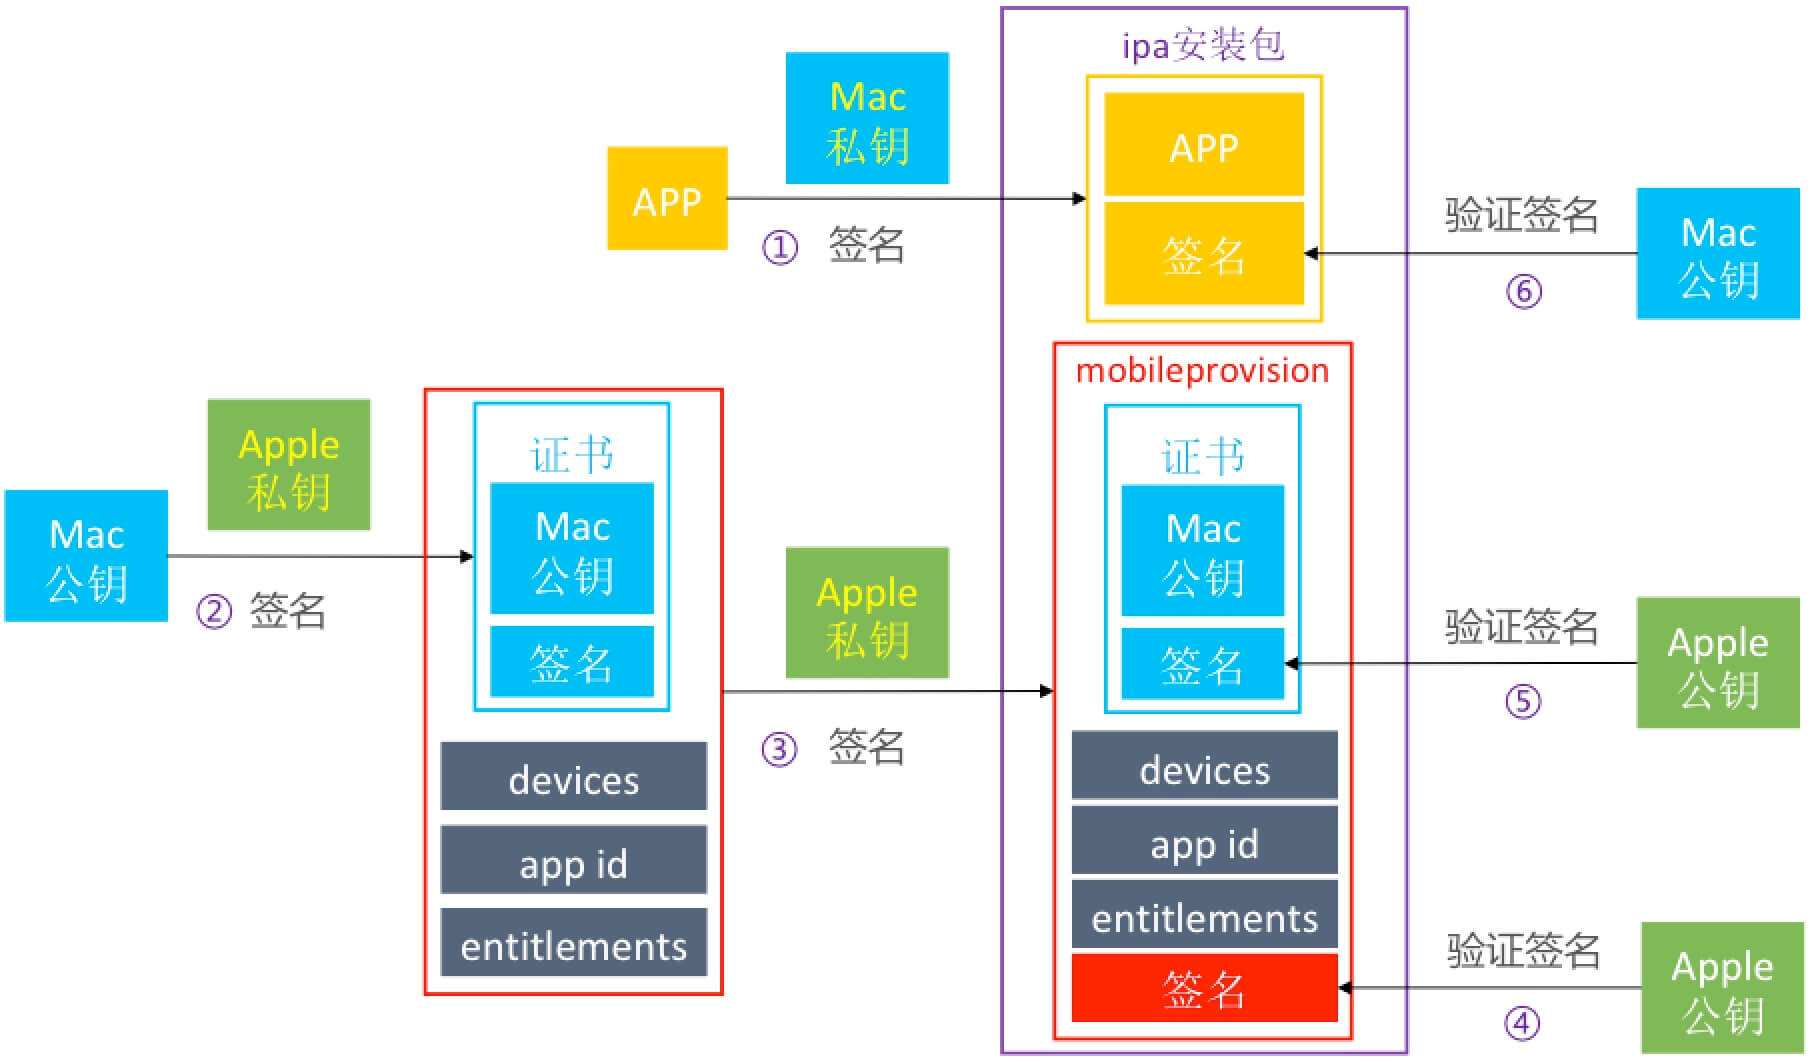 ipa安装包
Mac
私钥
APP
① 签名
APP
签名
验证签名
⑥
Mac
公钥
Mac
公钥
Apple
私钥
② 签名
证书
Mac
公钥
签名
devices
app id
entitlements
Apple
私钥
③ 签名
mobileprovision
证书
Mac
公钥
签名
devices
app id
entitlements
签名
验证签名
⑤
Apple
公钥
验证签名
④
Apple
公钥